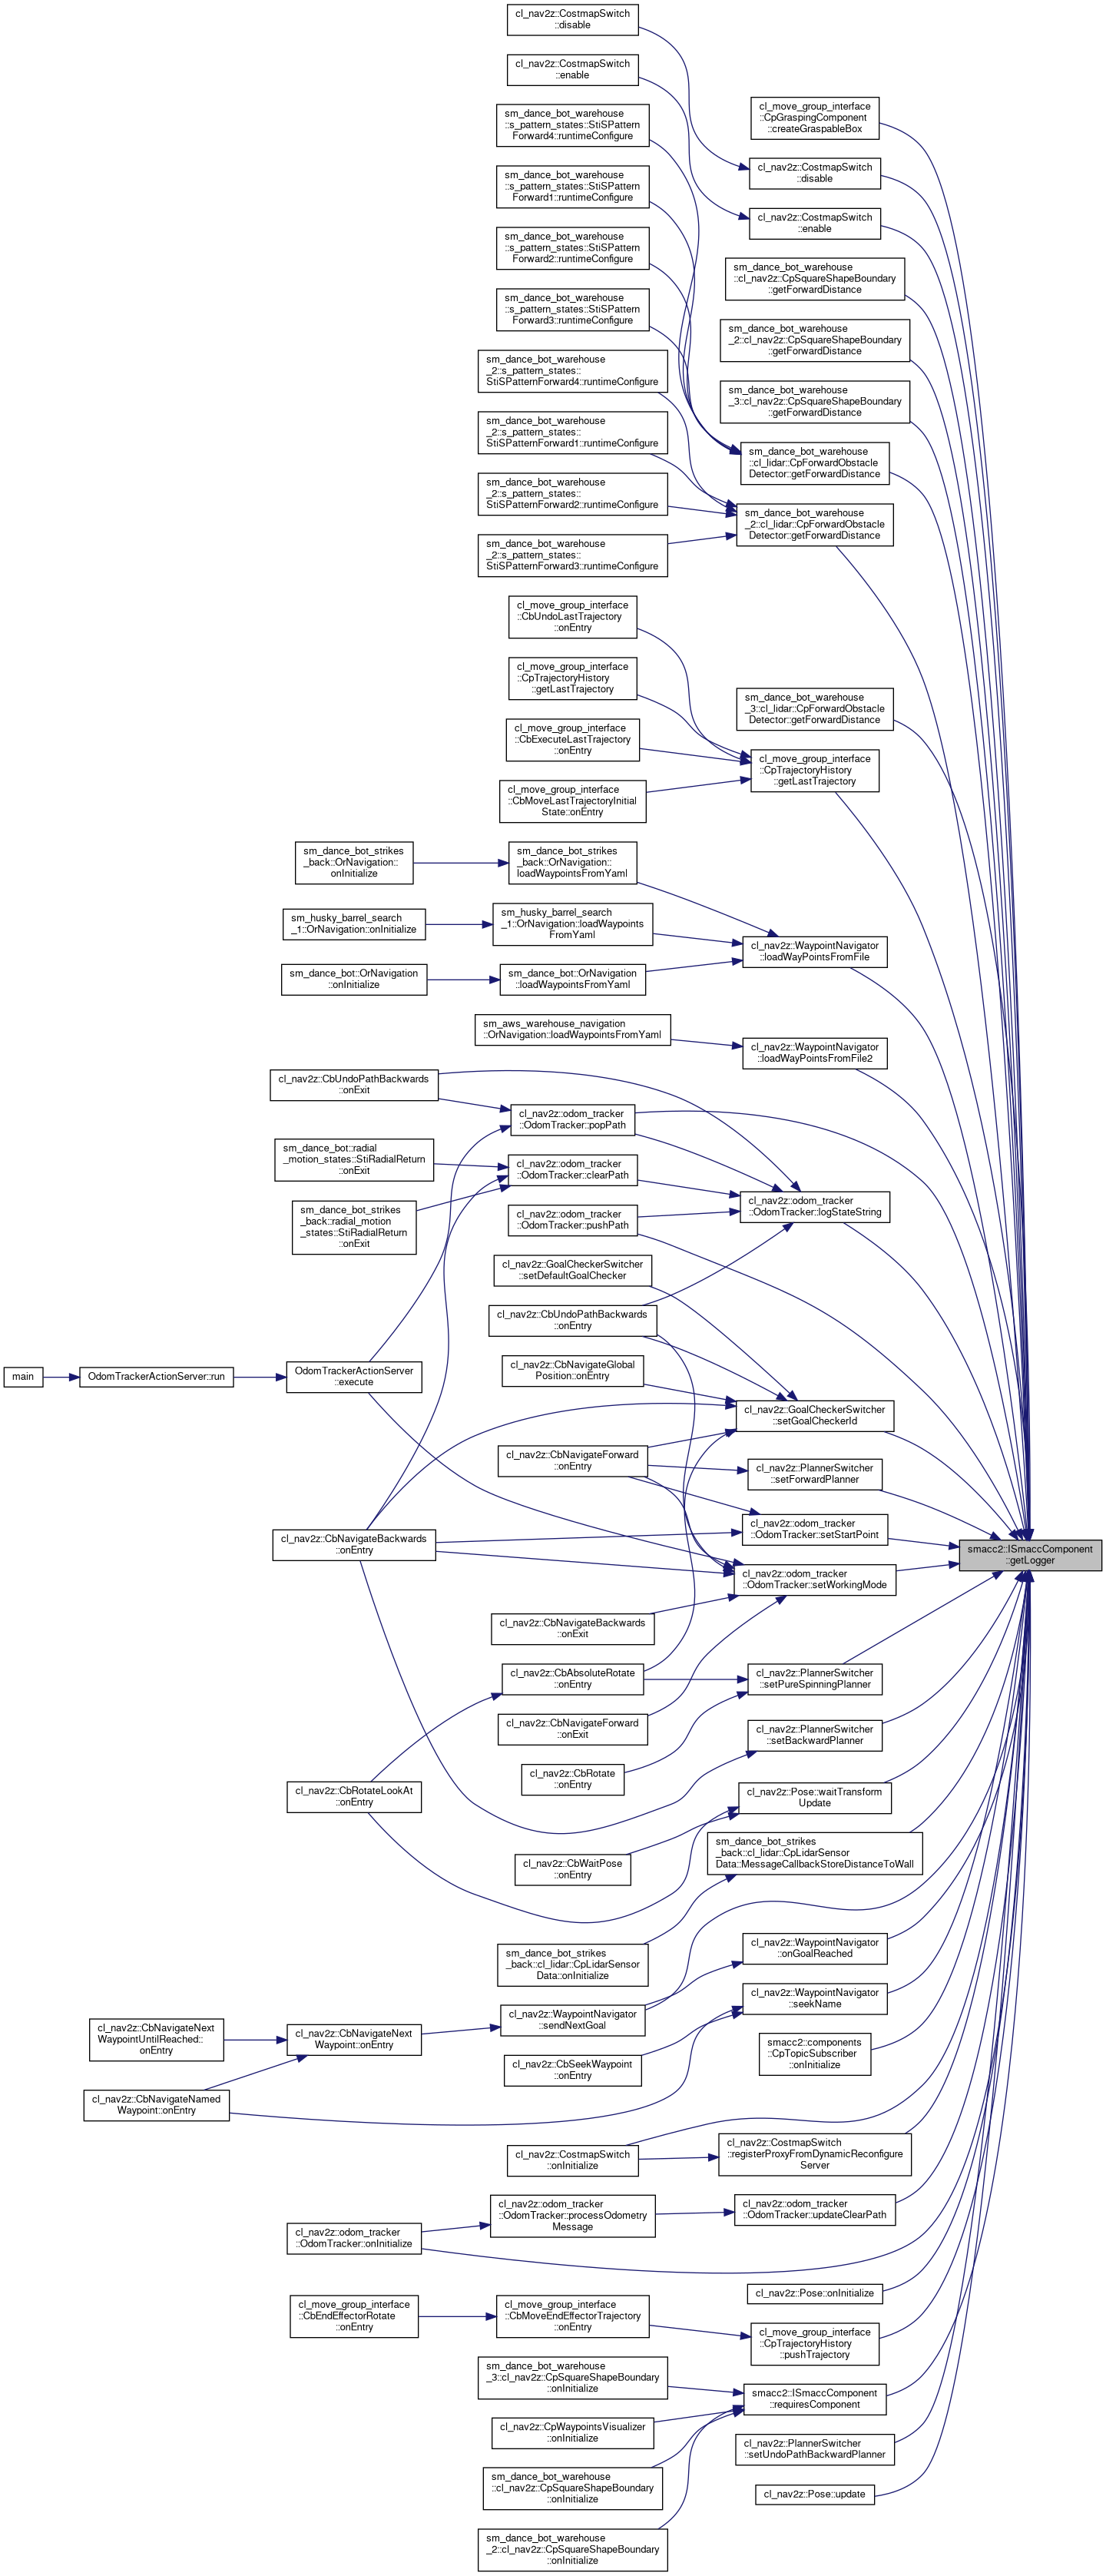 cl_nav2z::CostmapSwitch
::disable
cl_nav2z::CostmapSwitch
::enable
sm_dance_bot_warehouse
::s_pattern_states::StiSPattern
Forward4::runtimeConfigure
sm_dance_bot_warehouse
::s_pattern_states::StiSPattern
Forward1::runtimeConfigure
sm_dance_bot_warehouse
::s_pattern_states::StiSPattern
Forward2::runtimeConfigure
sm_dance_bot_warehouse
::s_pattern_states::StiSPattern
Forward3::runtimeConfigure
sm_dance_bot_warehouse
_2::s_pattern_states::
StiSPatternForward4::runtimeConfigure
sm_dance_bot_warehouse
_2::s_pattern_states::
StiSPatternForward1::runtimeConfigure
sm_dance_bot_warehouse
_2::s_pattern_states::
StiSPatternForward2::runtimeConfigure
sm_dance_bot_warehouse
_2::s_pattern_states::
StiSPatternForward3::runtimeConfigure
cl_move_group_interface
::CpGraspingComponent
::createGraspableBox
cl_nav2z::CostmapSwitch
::disable
cl_nav2z::CostmapSwitch
::enable
sm_dance_bot_warehouse
::cl_nav2z::CpSquareShapeBoundary
::getForwardDistance
sm_dance_bot_warehouse
_2::cl_nav2z::CpSquareShapeBoundary
::getForwardDistance
sm_dance_bot_warehouse
_3::cl_nav2z::CpSquareShapeBoundary
::getForwardDistance
sm_dance_bot_warehouse
::cl_lidar::CpForwardObstacle
Detector::getForwardDistance
sm_dance_bot_warehouse
_2::cl_lidar::CpForwardObstacle
Detector::getForwardDistance
cl_move_group_interface
::CbUndoLastTrajectory
::onEntry
cl_move_group_interface
::CpTrajectoryHistory
::getLastTrajectory
cl_move_group_interface
::CbExecuteLastTrajectory
::onEntry
cl_move_group_interface
::CbMoveLastTrajectoryInitial
State::onEntry
sm_dance_bot_warehouse
_3::cl_lidar::CpForwardObstacle
Detector::getForwardDistance
cl_move_group_interface
::CpTrajectoryHistory
::getLastTrajectory
sm_dance_bot_strikes
_back::OrNavigation::
onInitialize
sm_dance_bot_strikes
_back::OrNavigation::
loadWaypointsFromYaml
sm_husky_barrel_search
_1::OrNavigation::onInitialize
sm_husky_barrel_search
_1::OrNavigation::loadWaypoints
FromYaml
sm_dance_bot::OrNavigation
::onInitialize
sm_dance_bot::OrNavigation
::loadWaypointsFromYaml
cl_nav2z::WaypointNavigator
::loadWayPointsFromFile
sm_aws_warehouse_navigation
::OrNavigation::loadWaypointsFromYaml
cl_nav2z::WaypointNavigator
::loadWayPointsFromFile2
cl_nav2z::CbUndoPathBackwards
::onExit
cl_nav2z::odom_tracker
::OdomTracker::popPath
sm_dance_bot::radial
_motion_states::StiRadialReturn
::onExit
cl_nav2z::odom_tracker
::OdomTracker::clearPath
sm_dance_bot_strikes
_back::radial_motion
_states::StiRadialReturn
::onExit
cl_nav2z::odom_tracker
::OdomTracker::pushPath
cl_nav2z::odom_tracker
::OdomTracker::logStateString
cl_nav2z::GoalCheckerSwitcher
::setDefaultGoalChecker
cl_nav2z::CbUndoPathBackwards
::onEntry
cl_nav2z::CbNavigateGlobal
Position::onEntry
main
OdomTrackerActionServer::run
OdomTrackerActionServer
::execute
cl_nav2z::GoalCheckerSwitcher
::setGoalCheckerId
cl_nav2z::CbNavigateForward
::onEntry
cl_nav2z::PlannerSwitcher
::setForwardPlanner
cl_nav2z::CbNavigateBackwards
::onEntry
cl_nav2z::odom_tracker
::OdomTracker::setStartPoint
smacc2::ISmaccComponent
::getLogger
cl_nav2z::odom_tracker
::OdomTracker::setWorkingMode
cl_nav2z::CbNavigateBackwards
::onExit
cl_nav2z::CbAbsoluteRotate
::onEntry
cl_nav2z::PlannerSwitcher
::setPureSpinningPlanner
cl_nav2z::CbNavigateForward
::onExit
cl_nav2z::PlannerSwitcher
::setBackwardPlanner
cl_nav2z::CbRotate
::onEntry
cl_nav2z::CbRotateLookAt
::onEntry
cl_nav2z::Pose::waitTransform
Update
cl_nav2z::CbWaitPose
::onEntry
sm_dance_bot_strikes
_back::cl_lidar::CpLidarSensor
Data::MessageCallbackStoreDistanceToWall
sm_dance_bot_strikes
_back::cl_lidar::CpLidarSensor
Data::onInitialize
cl_nav2z::WaypointNavigator
::onGoalReached
cl_nav2z::CbNavigateNext
WaypointUntilReached::
onEntry
cl_nav2z::CbNavigateNext
Waypoint::onEntry
cl_nav2z::WaypointNavigator
::sendNextGoal
cl_nav2z::WaypointNavigator
::seekName
cl_nav2z::CbSeekWaypoint
::onEntry
smacc2::components
::CpTopicSubscriber
::onInitialize
cl_nav2z::CbNavigateNamed
Waypoint::onEntry
cl_nav2z::CostmapSwitch
::onInitialize
cl_nav2z::CostmapSwitch
::registerProxyFromDynamicReconfigure
Server
cl_nav2z::odom_tracker
::OdomTracker::onInitialize
cl_nav2z::odom_tracker
::OdomTracker::processOdometry
Message
cl_nav2z::odom_tracker
::OdomTracker::updateClearPath
cl_nav2z::Pose::onInitialize
cl_move_group_interface
::CbEndEffectorRotate
::onEntry
cl_move_group_interface
::CbMoveEndEffectorTrajectory
::onEntry
cl_move_group_interface
::CpTrajectoryHistory
::pushTrajectory
sm_dance_bot_warehouse
_3::cl_nav2z::CpSquareShapeBoundary
::onInitialize
smacc2::ISmaccComponent
::requiresComponent
cl_nav2z::CpWaypointsVisualizer
::onInitialize
cl_nav2z::PlannerSwitcher
::setUndoPathBackwardPlanner
sm_dance_bot_warehouse
::cl_nav2z::CpSquareShapeBoundary
::onInitialize
cl_nav2z::Pose::update
sm_dance_bot_warehouse
_2::cl_nav2z::CpSquareShapeBoundary
::onInitialize